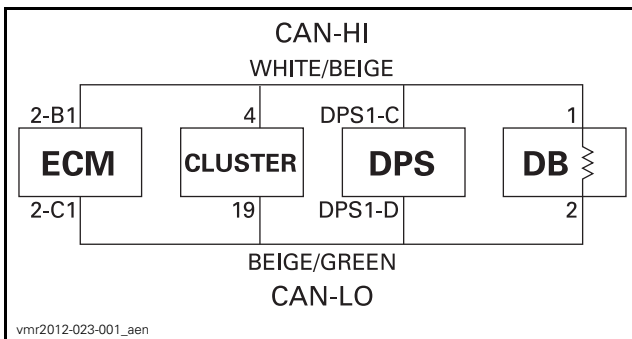 CAN-HI
WHITE/BEIGE
2-B1 4 DPS1-C 1
ECM CLUSTER DPS DB
2-C1 19 DPS1-D 2
BEIGE/GREEN
CAN-LO
vmr2012-023-001_aen